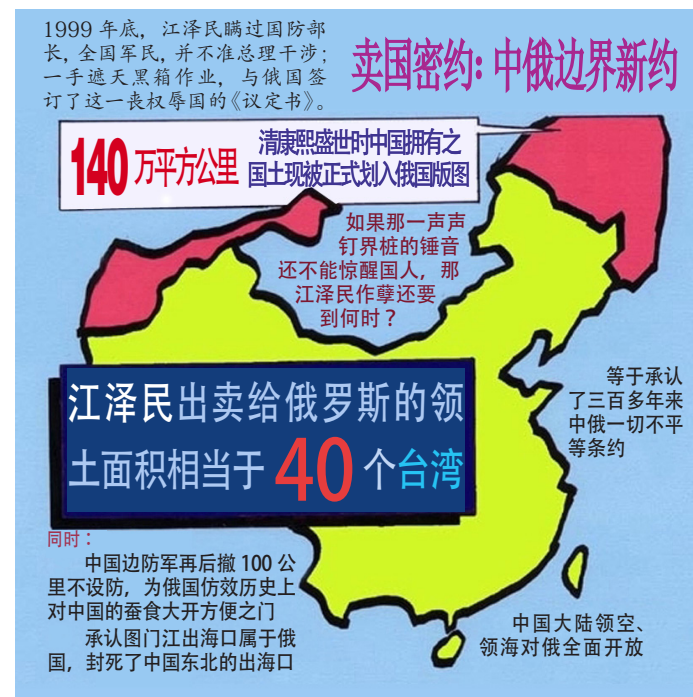 1999 年底，江泽民瞒过国防部
长，全国军民，并不准总理干涉；
一手遮天黑箱作业，与俄国签
订了这一丧权辱国的《议定书》。
卖国密约：中俄边界新约
140 万平方公里
清康熙盛世时中国拥有之
国土现被正式划入俄国版图
如果那一声声
钉界桩的锤音
还不能惊醒国人，那
江泽民作孽还要
到何时？
江泽民出卖给俄罗斯的领
土面积相当于 40 个台湾
等于承认
了三百多年来
中俄一切不平
等条约
同时：
中国边防军再后撤 100 公
里不设防，为俄国仿效历史上
对中国的蚕食大开方便之门
承认图门江出海口属于俄
国，封死了中国东北的出海口
中国大陆领空、
领海对俄全面开放